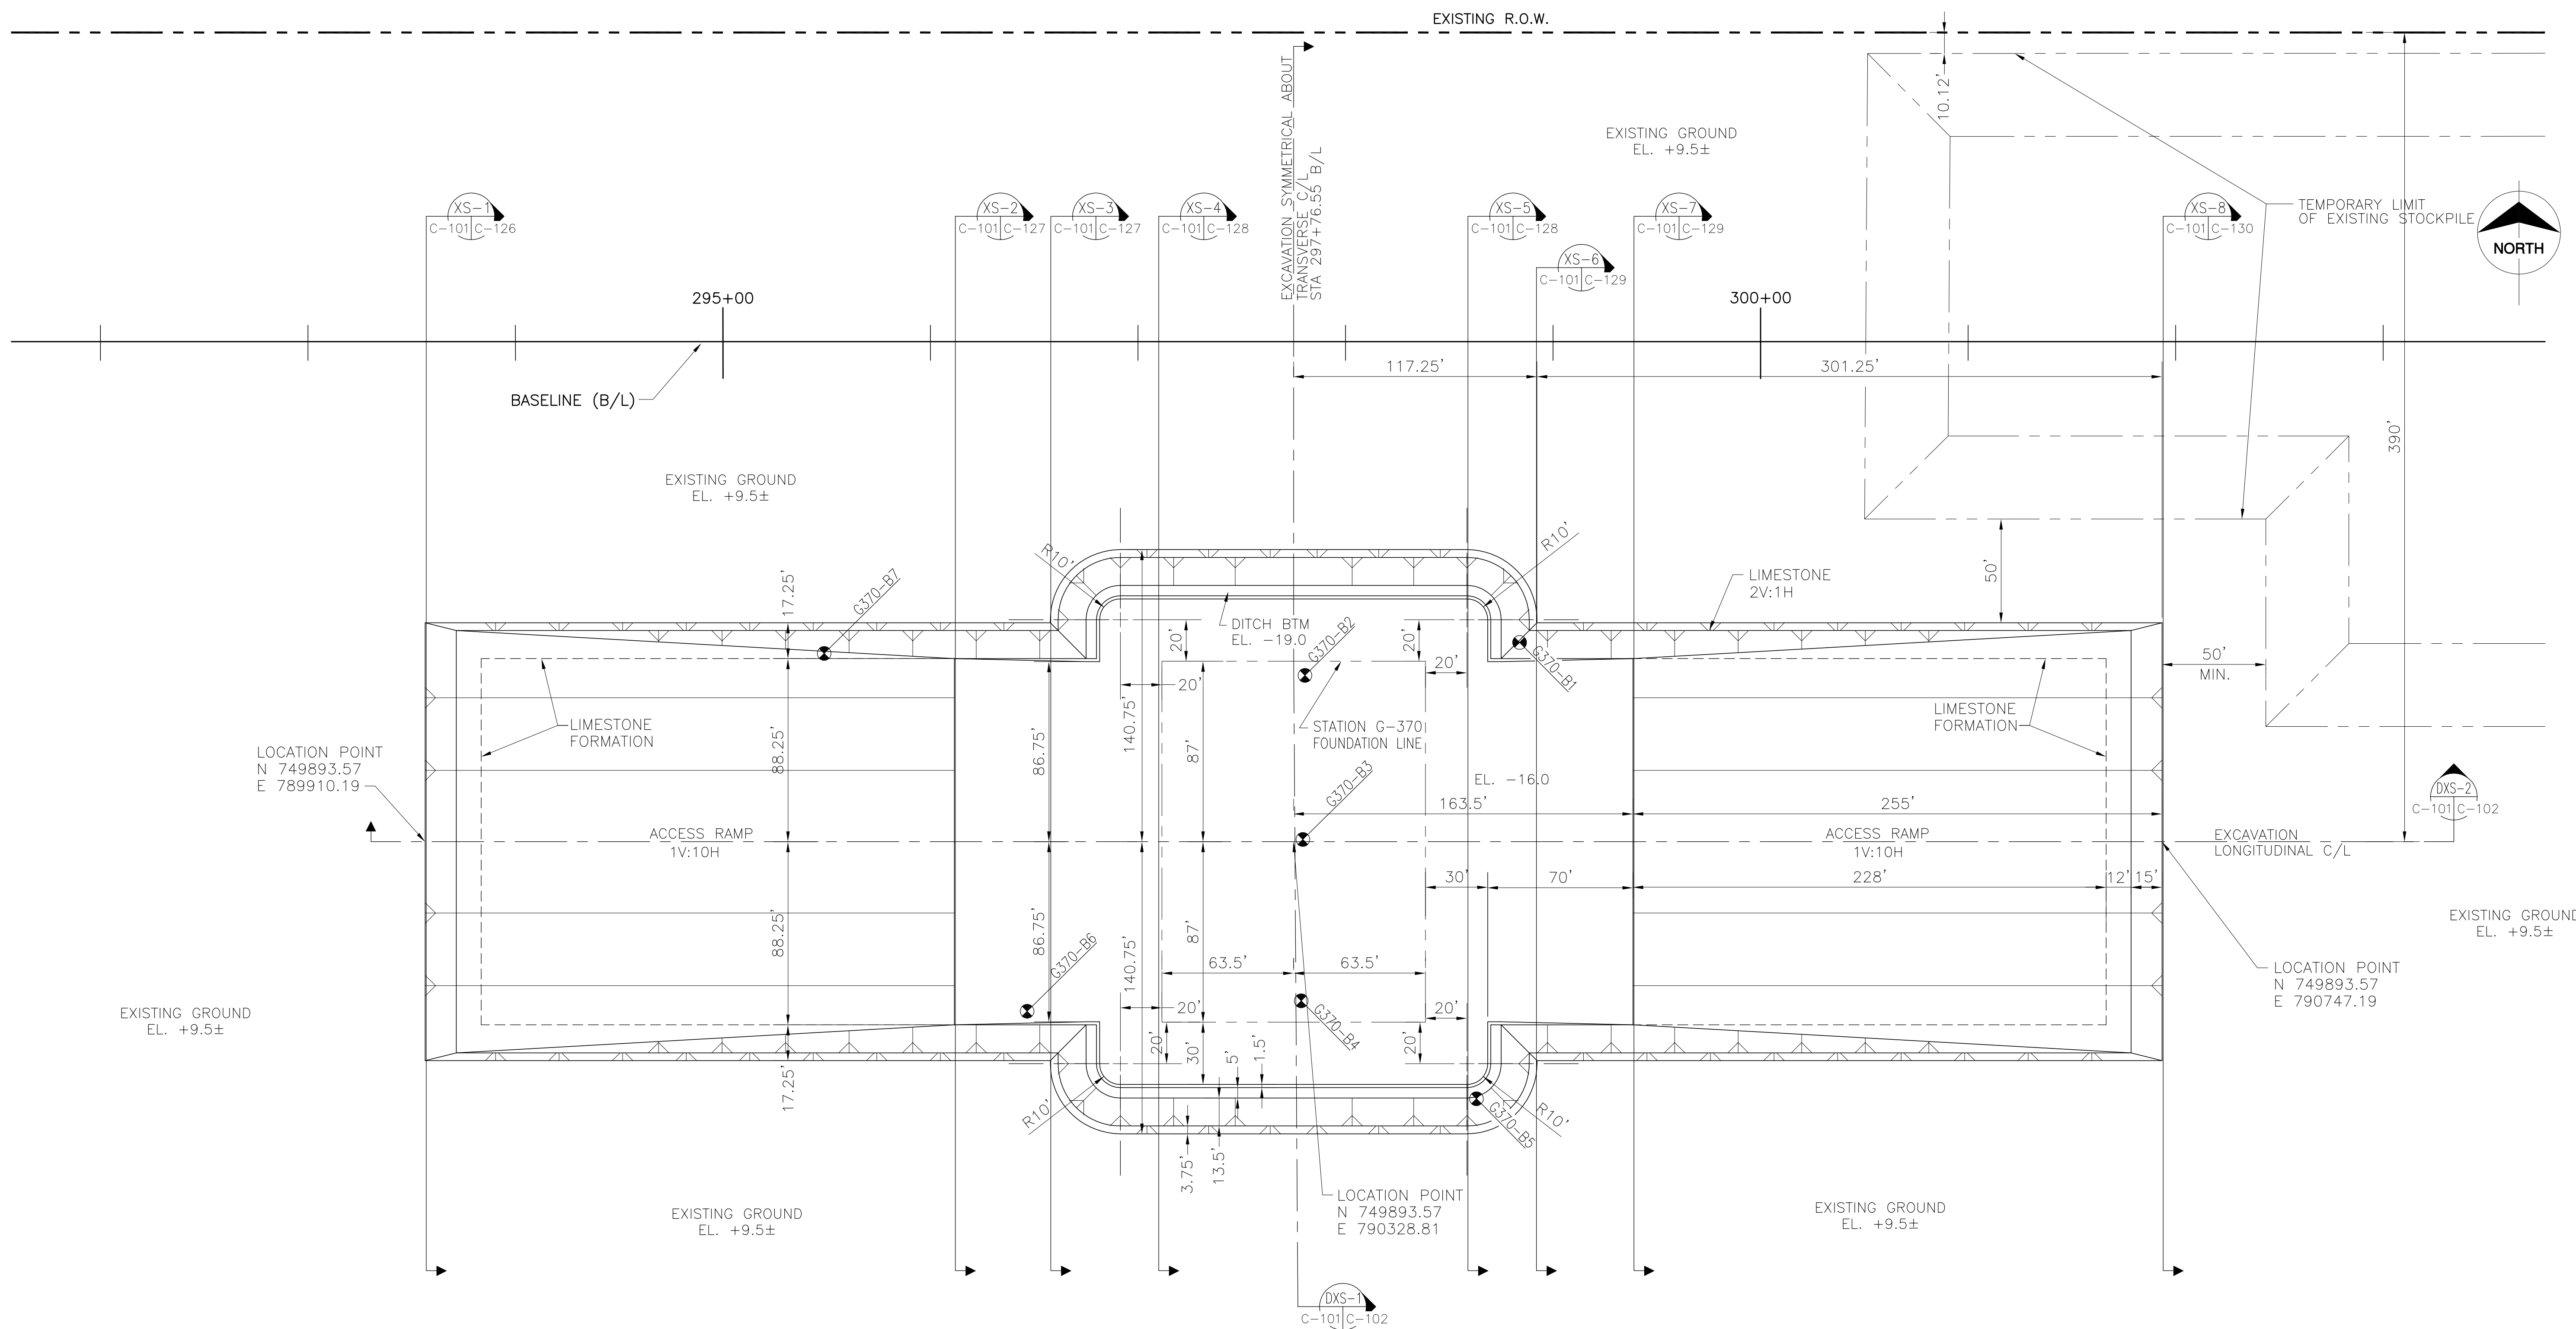 EXISTING R.O.W.
EXCAVATION SYMMETRICAL ABOUT
TRANSVERSE C/L
STA 297+76.55 B/L
10.12'
EXISTING GROUND
EL. +9.5±
TEMPORARY LIMIT
OF EXISTING STOCKPILE
NORTH
XS-1
C-101 C-126
XS-2
C-101 C-127
XS-3
C-101 C-127
XS-4
C-101 C-128
XS-5
C-101 C-128
XS-6
C-101 C-129
XS-7
C-101 C-129
XS-8
C-101 C-130
295+00
300+00
BASELINE (B/L)
117.25'
301.25'
390'
EXISTING GROUND
EL. +9.5±
R10'
R10'
LIMESTONE
2V:1H
50'
17.25'
G370-B7
DITCH BTM
EL. -19.0
G370-B2
20'
20'
20'
20'
G370-B1
50'
MIN.
LIMESTONE
FORMATION
STATION G-370
FOUNDATION LINE
LIMESTONE
FORMATION
LOCATION POINT
N 749893.57
E 789910.19
88.25'
86.75'
140.75'
87'
G370-B3
EL. -16.0
163.5'
255'
DXS-2
C-101 C-102
ACCESS RAMP
1V:10H
ACCESS RAMP
1V:10H
EXCAVATION
LONGITUDINAL C/L
30'
70'
228'
12'
15'
EXISTING GROUND
EL. +9.5±
88.25'
86.75'
140.75'
87'
G370-B6
63.5'
63.5'
LOCATION POINT
N 749893.57
E 790747.19
EXISTING GROUND
EL. +9.5±
20'
20'
G370-B4
20'
30'
5'
1.5'
20'
17.25'
R10'
R10'
G370-B5
3.75'
13.5'
LOCATION POINT
N 749893.57
E 790328.81
EXISTING GROUND
EL. +9.5±
EXISTING GROUND
EL. +9.5±
DXS-1
C-101 C-102